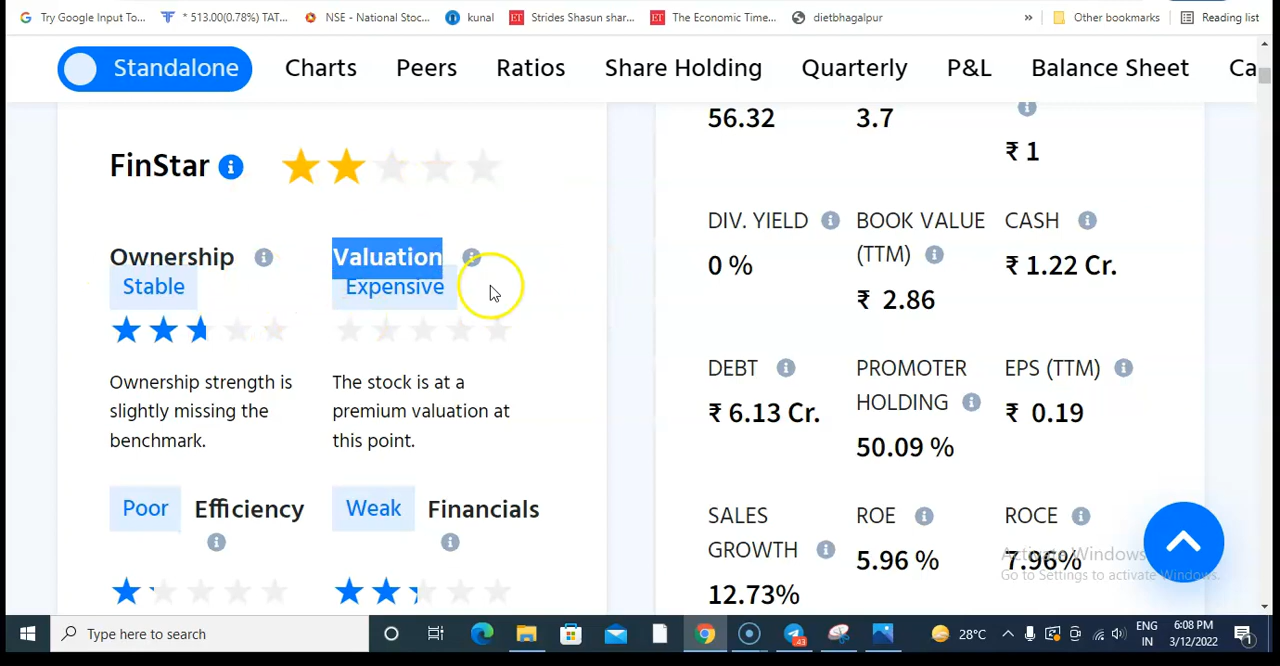 Try Google Input To...
* 513.00(0.78%) TAT...
NSE - National Stoc...
kunal
Strides Shasun shar...
The Economic Time...
dietbhagalpur
»
Other bookmarks
Reading list
Standalone
Charts
Peers
Ratios
Share Holding
Quarterly
P&L
Balance Sheet
Ca
FinStar
Ownership
Stable
Ownership strength is
slightly missing the
benchmark.
Valuation
Expensive
The stock is at a
premium valuation at
this point.
Poor Efficiency
Weak Financials
56.32
3.7
₹ 1
DIV. YIELD
0 %
BOOK VALUE
(TTM)
₹ 2.86
CASH
₹ 1.22 Cr.
DEBT
₹ 6.13 Cr.
PROMOTER
HOLDING
50.09 %
EPS (TTM)
₹ 0.19
SALES
GROWTH
12.73%
ROE
5.96 %
ROCE
7.96%
Activate Windows
Go to Settings to activate Windows.
Type here to search
43
28°C
ENG
IN
6:08 PM
3/12/2022
1